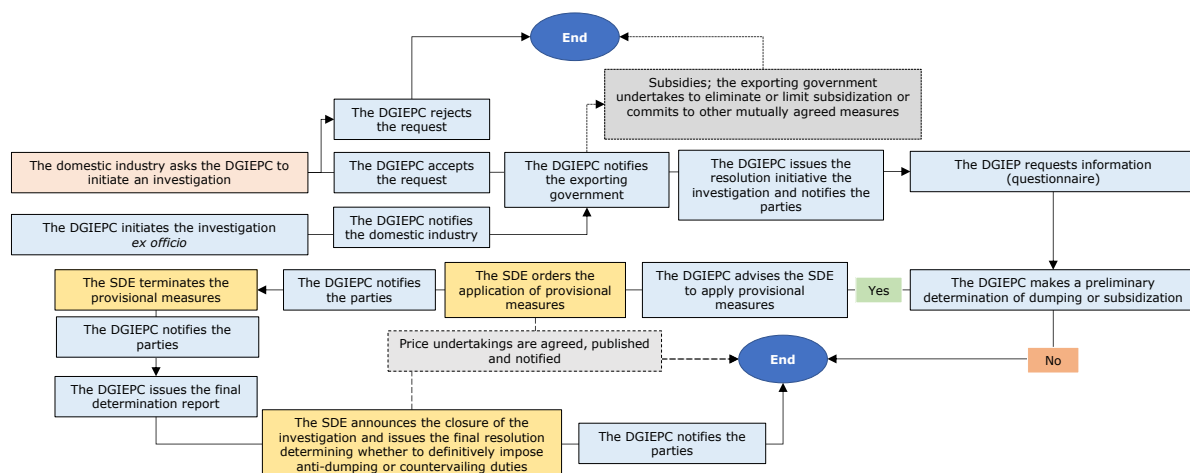 End
Subsidies; the exporting government
undertakes to eliminate or limit subsidization or
commits to other mutually agreed measures
The DGIEPC rejects
the request
The domestic industry asks the DGIEPC to
initiate an investigation
The DGIEPC accepts
the request
The DGIEPC notifies
the exporting
government
The DGIEPC issues the
resolution initiative the
investigation and notifies the
parties
The DGIEP requests information
(questionnaire)
The DGIEPC initiates the investigation
ex officio
The DGIEPC notifies
the domestic industry
The SDE terminates the
provisional measures
The DGIEPC notifies
the parties
The SDE orders the
application of provisional
measures
The DGIEPC advises the SDE
to apply provisional
measures
Yes
The DGIEPC makes a preliminary
determination of dumping or subsidization
The DGIEPC notifies the
parties
Price undertakings are agreed, published
and notified
End
No
The DGIEPC issues the final
determination report
The SDE announces the closure of the
investigation and issues the final resolution
determining whether to definitively impose
anti-dumping or countervailing duties
The DGIEPC notifies the
parties